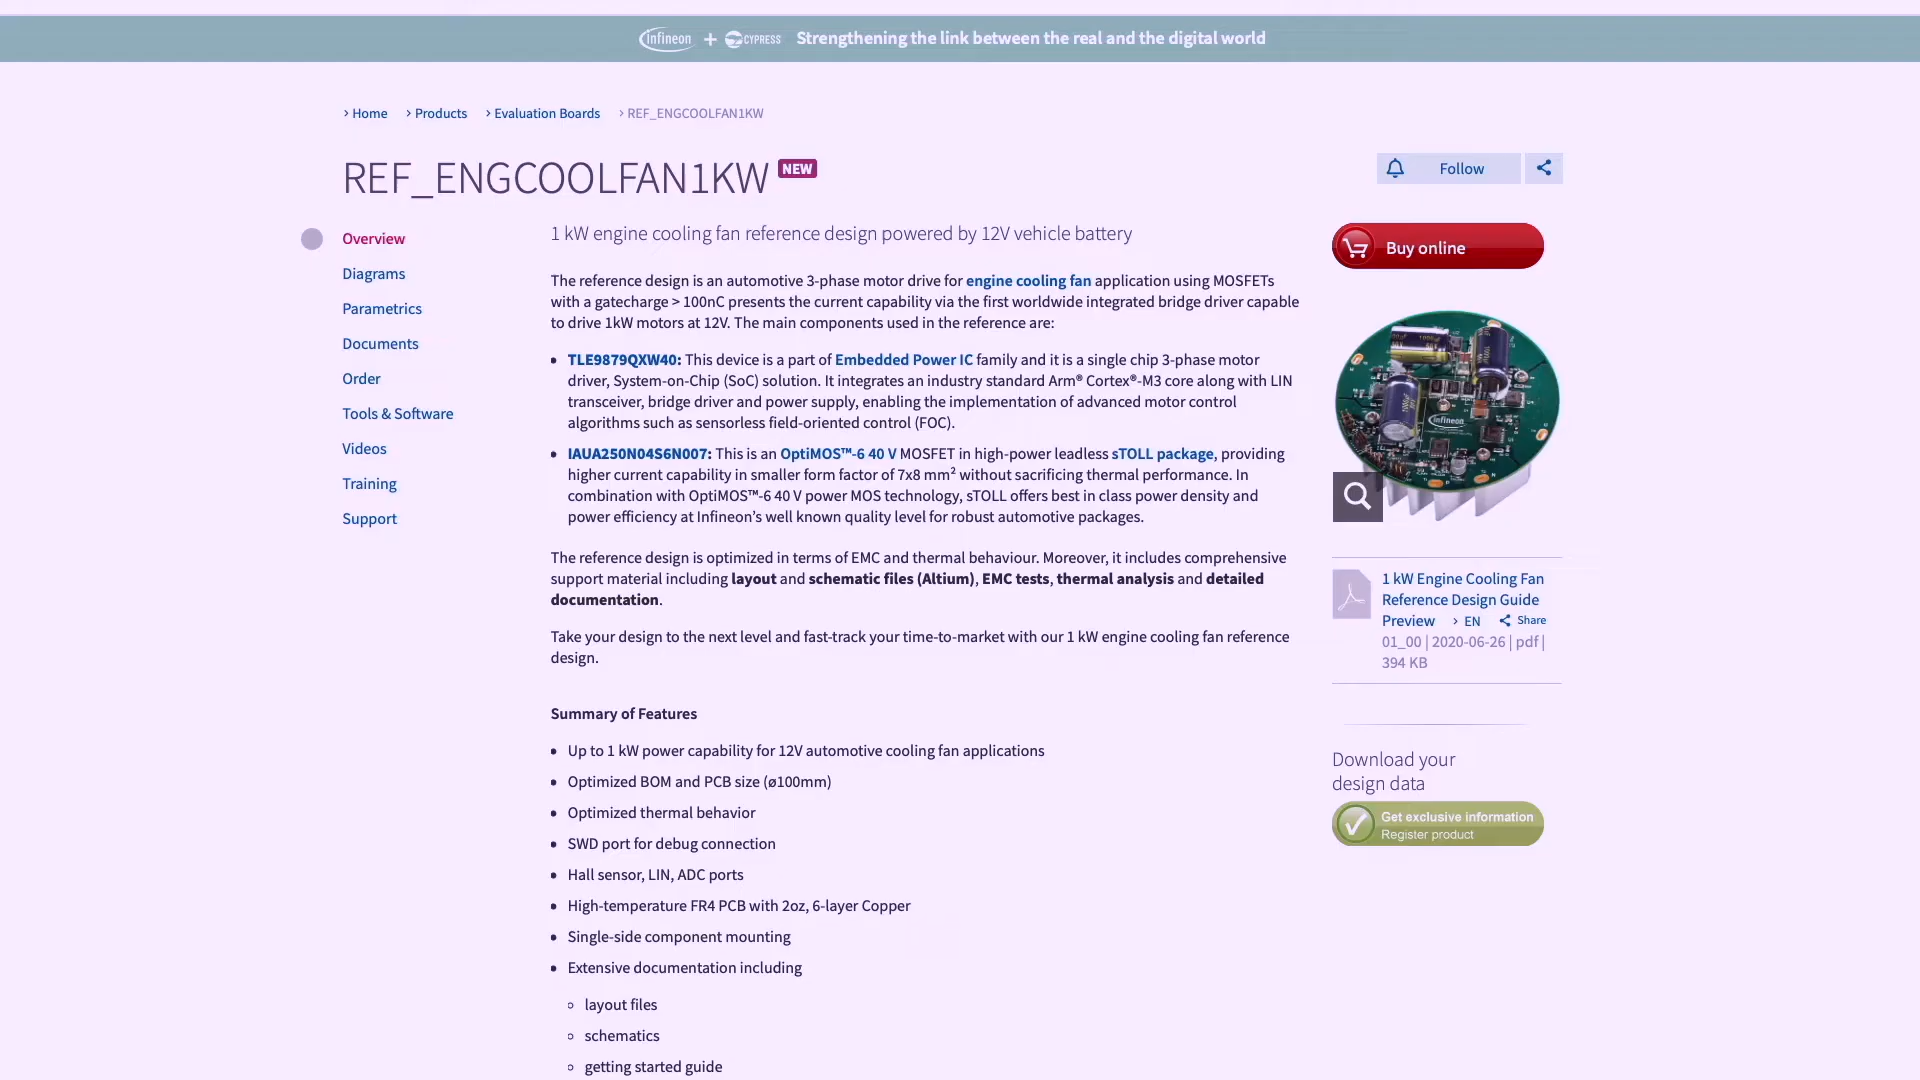 infineon + CYPRESS Strengthening the link between the real and the digital world
Home Products Evaluation Boards REF_ENGCOOLFAN1KW
REF_ENGCOOLFAN1KW NEW
Follow
Overview
Diagrams
Parametrics
Documents
Order
Tools & Software
Videos
Training
Support
1 kW engine cooling fan reference design powered by 12V vehicle battery
The reference design is an automotive 3-phase motor drive for engine cooling fan application using MOSFETs
with a gatecharge > 100nC presents the current capability via the first worldwide integrated bridge driver capable
to drive 1kW motors at 12V. The main components used in the reference are:
TLE9879QXW40: This device is a part of Embedded Power IC family and it is a single chip 3-phase motor
driver, System-on-Chip (SoC) solution. It integrates an industry standard Arm® Cortex®-M3 core along with LIN
transceiver, bridge driver and power supply, enabling the implementation of advanced motor control
algorithms such as sensorless field-oriented control (FOC).
IAUA250N04S6N007: This is an OptiMOS™-6 40 V MOSFET in high-power leadless sTOLL package, providing
higher current capability in smaller form factor of 7x8 mm² without sacrificing thermal performance. In
combination with OptiMOS™-6 40 V power MOS technology, sTOLL offers best in class power density and
power efficiency at Infineon’s well known quality level for robust automotive packages.
The reference design is optimized in terms of EMC and thermal behaviour. Moreover, it includes comprehensive
support material including layout and schematic files (Altium), EMC tests, thermal analysis and detailed
documentation.
Take your design to the next level and fast-track your time-to-market with our 1 kW engine cooling fan reference
design.
Summary of Features
Up to 1 kW power capability for 12V automotive cooling fan applications
Optimized BOM and PCB size (ø100mm)
Optimized thermal behavior
SWD port for debug connection
Hall sensor, LIN, ADC ports
High-temperature FR4 PCB with 2oz, 6-layer Copper
Single-side component mounting
Extensive documentation including
layout files
schematics
getting started guide
Buy online
infineon
1 kW Engine Cooling Fan
Reference Design Guide
Preview EN Share
01_00 | 2020-06-26 | pdf |
394 KB
Download your
design data
Get exclusive information
Register product